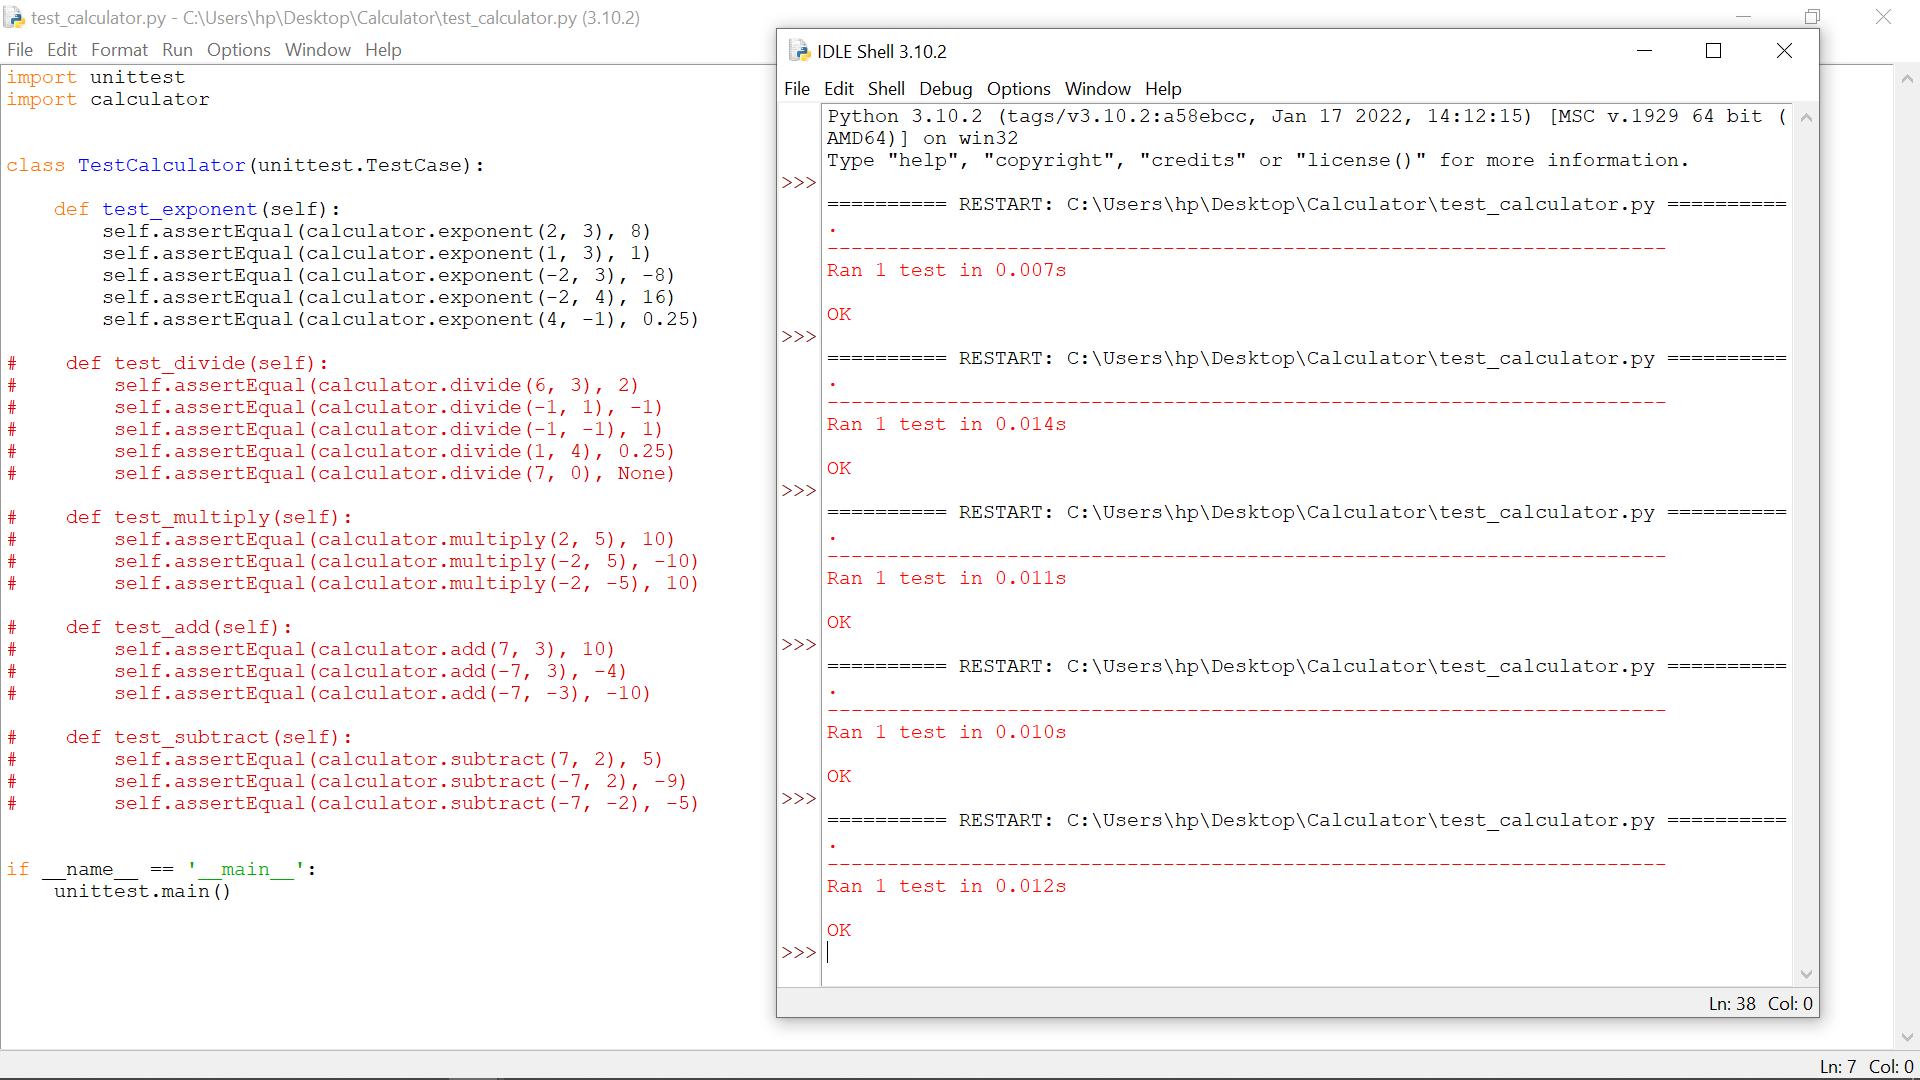 test_calculator.py - C:\Users\hp\Desktop\Calculator\test_calculator.py (3.10.2)
File Edit Format Run Options Window Help
import unittest
import calculator
class TestCalculator(unittest.TestCase):
    def test_exponent(self):
        self.assertEqual(calculator.exponent(2, 3), 8)
        self.assertEqual(calculator.exponent(1, 3), 1)
        self.assertEqual(calculator.exponent(-2, 3), -8)
        self.assertEqual(calculator.exponent(-2, 4), 16)
        self.assertEqual(calculator.exponent(4, -1), 0.25)
#    def test_divide(self):
#        self.assertEqual(calculator.divide(6, 3), 2)
#        self.assertEqual(calculator.divide(-1, 1), -1)
#        self.assertEqual(calculator.divide(-1, -1), 1)
#        self.assertEqual(calculator.divide(1, 4), 0.25)
#        self.assertEqual(calculator.divide(7, 0), None)
#    def test_multiply(self):
#        self.assertEqual(calculator.multiply(2, 5), 10)
#        self.assertEqual(calculator.multiply(-2, 5), -10)
#        self.assertEqual(calculator.multiply(-2, -5), 10)
#    def test_add(self):
#        self.assertEqual(calculator.add(7, 3), 10)
#        self.assertEqual(calculator.add(-7, 3), -4)
#        self.assertEqual(calculator.add(-7, -3), -10)
#    def test_subtract(self):
#        self.assertEqual(calculator.subtract(7, 2), 5)
#        self.assertEqual(calculator.subtract(-7, 2), -9)
#        self.assertEqual(calculator.subtract(-7, -2), -5)
if __name__ == '__main__':
    unittest.main()
IDLE Shell 3.10.2
File Edit Shell Debug Options Window Help
Python 3.10.2 (tags/v3.10.2:a58ebcc, Jan 17 2022, 14:12:15) [MSC v.1929 64 bit (
AMD64)] on win32
Type "help", "copyright", "credits" or "license()" for more information.
>>>
========== RESTART: C:\Users\hp\Desktop\Calculator\test_calculator.py ==========
.
----------------------------------------------------------------------
Ran 1 test in 0.007s
OK
>>>
========== RESTART: C:\Users\hp\Desktop\Calculator\test_calculator.py ==========
.
----------------------------------------------------------------------
Ran 1 test in 0.014s
OK
>>>
========== RESTART: C:\Users\hp\Desktop\Calculator\test_calculator.py ==========
.
----------------------------------------------------------------------
Ran 1 test in 0.011s
OK
>>>
========== RESTART: C:\Users\hp\Desktop\Calculator\test_calculator.py ==========
.
----------------------------------------------------------------------
Ran 1 test in 0.010s
OK
>>>
========== RESTART: C:\Users\hp\Desktop\Calculator\test_calculator.py ==========
.
----------------------------------------------------------------------
Ran 1 test in 0.012s
OK
>>>
Ln: 38 Col: 0
Ln: 7 Col: 0